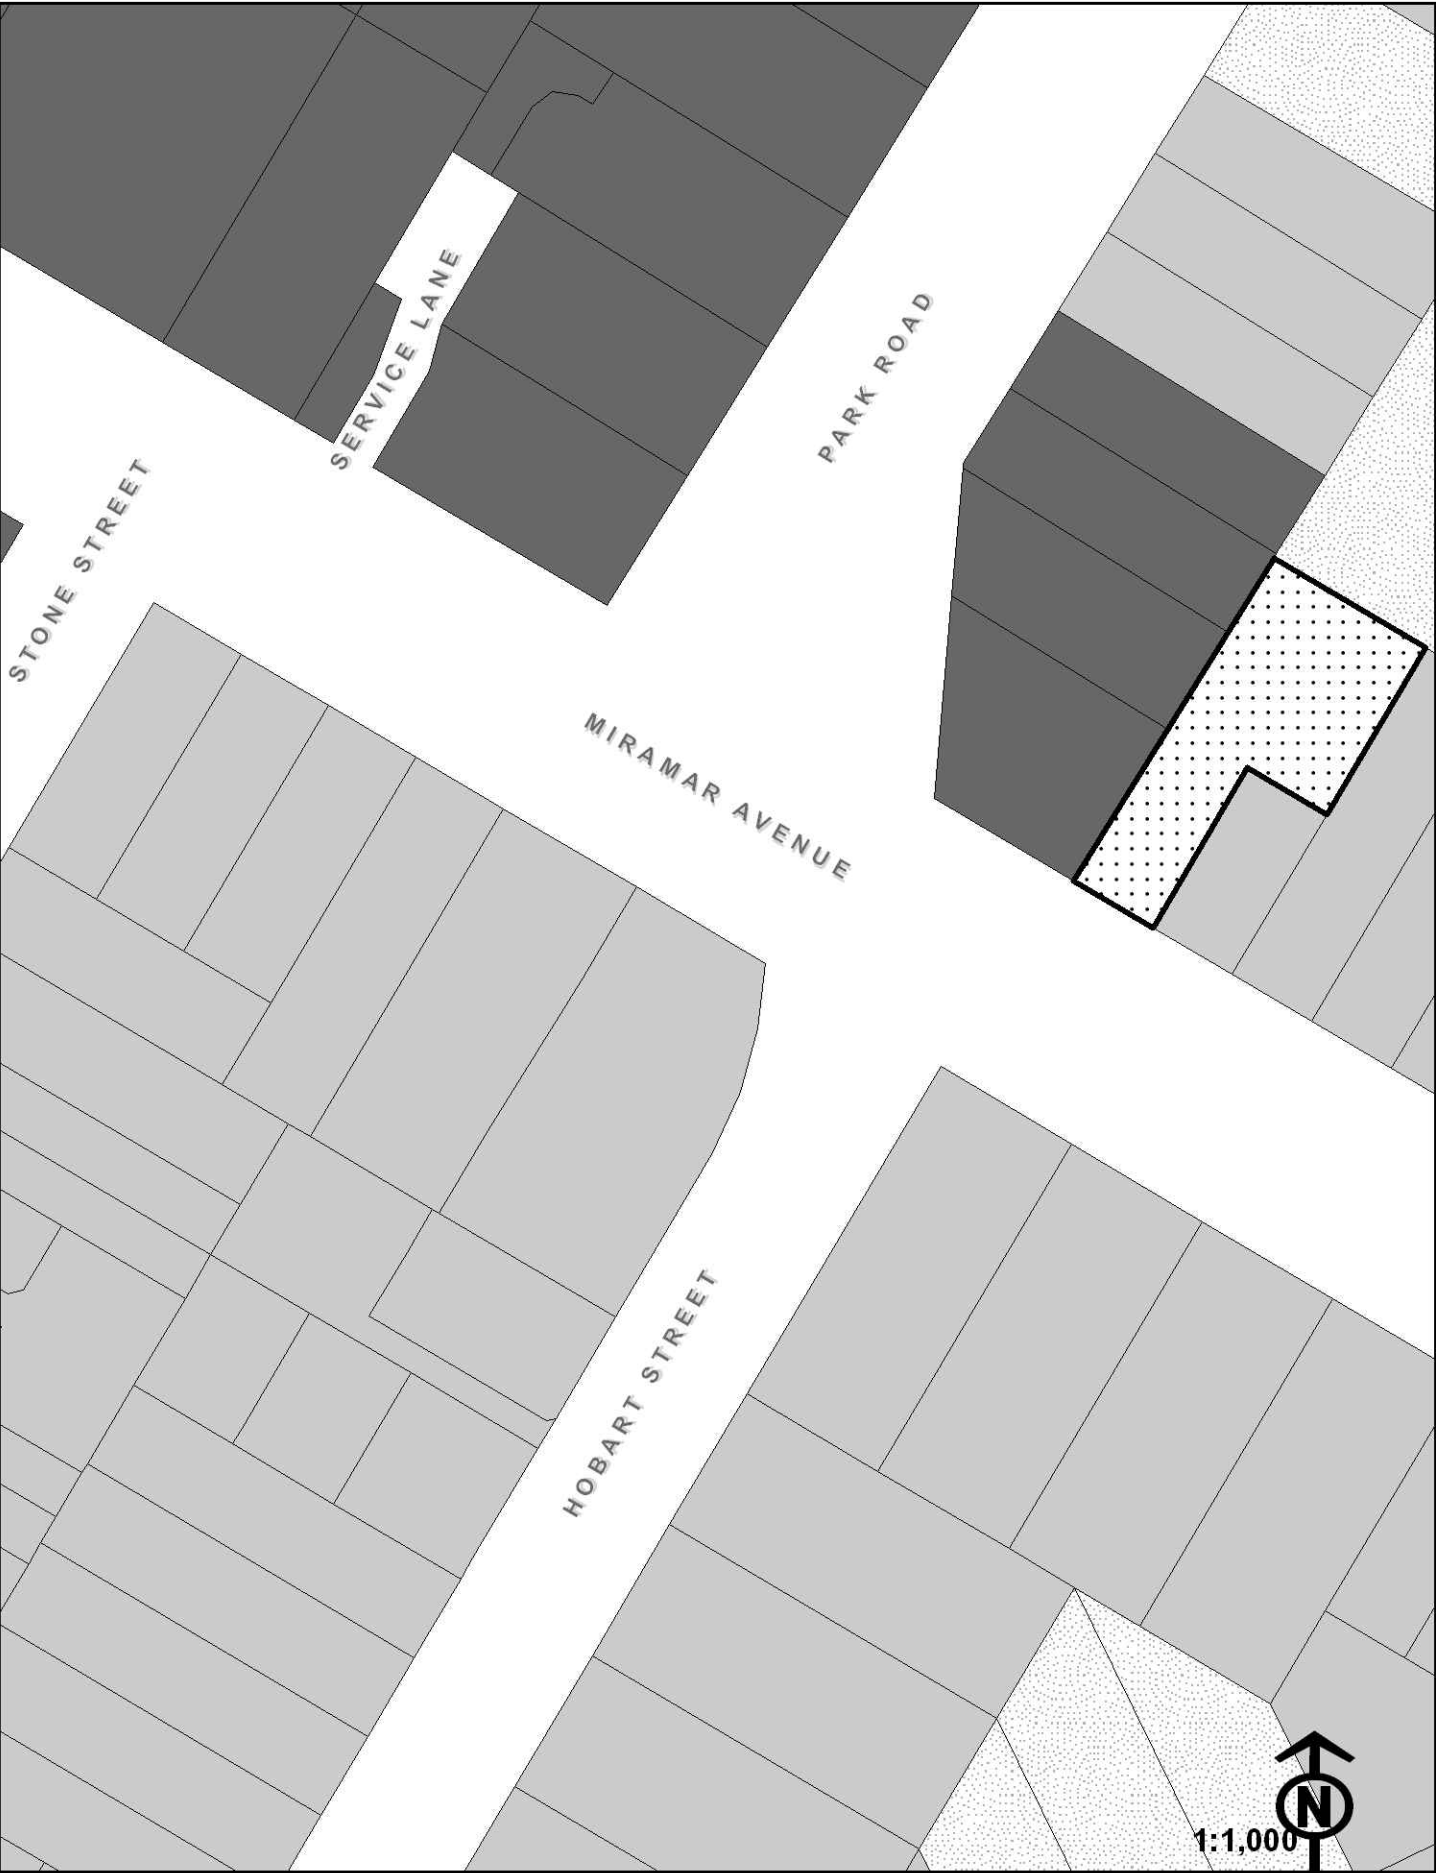 SERVICE LANE
PARK ROAD
STONE STREET
MIRAMAR AVENUE
HOBART STREET
N
1:1,000